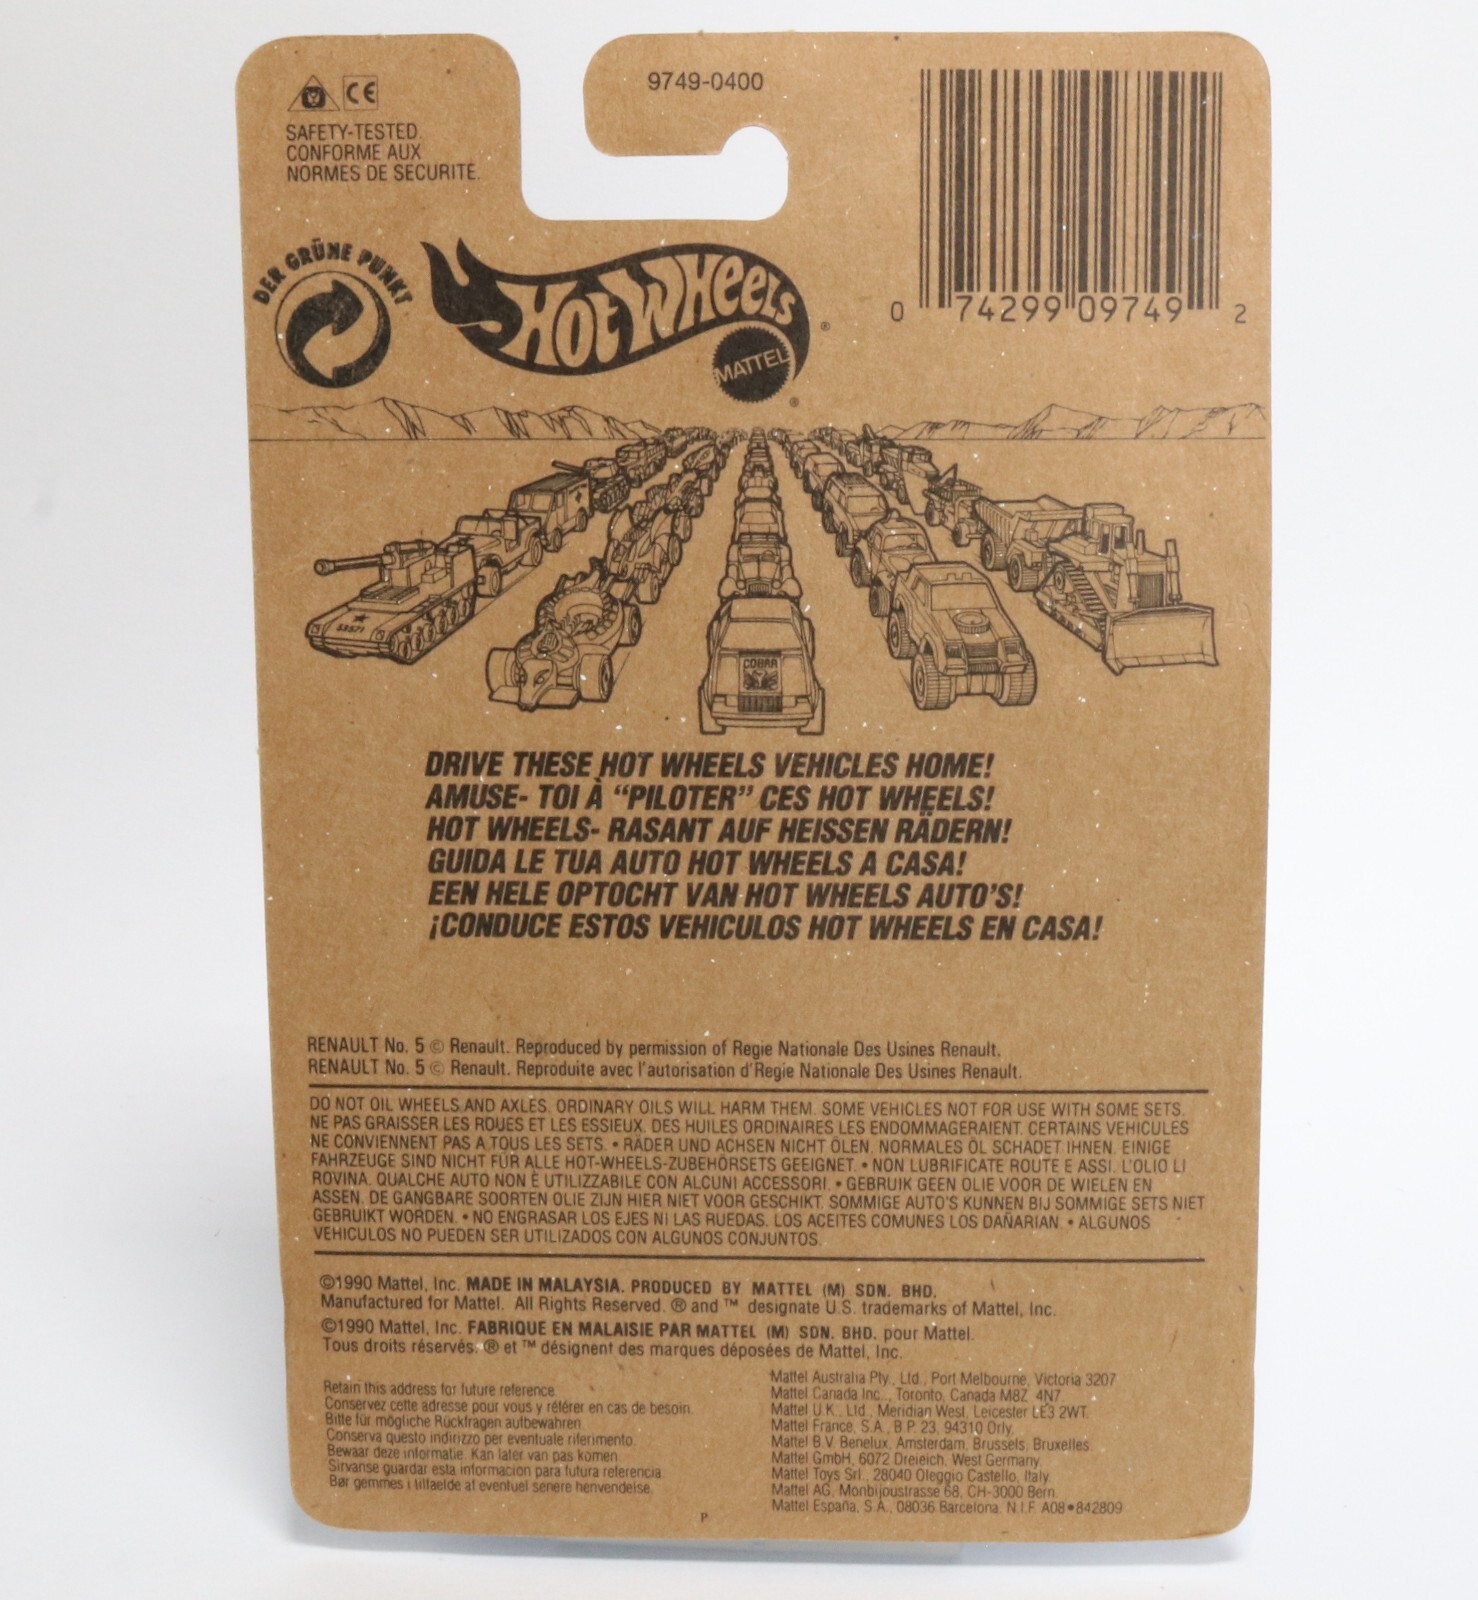 9749-0400
CE
SAFETY-TESTED.
CONFORME AUX
NORMES DE SECURITE.
DER GRÜNE PUNKT
Hot Wheels ®
MATTEL ®
0 74299 09749 2
53571
COBRA
DRIVE THESE HOT WHEELS VEHICLES HOME!
AMUSE- TOI À “PILOTER” CES HOT WHEELS!
HOT WHEELS- RASANT AUF HEISSEN RÄDERN!
GUIDA LE TUA AUTO HOT WHEELS A CASA!
EEN HELE OPTOCHT VAN HOT WHEELS AUTO'S!
¡CONDUCE ESTOS VEHICULOS HOT WHEELS EN CASA!
RENAULT No. 5 © Renault. Reproduced by permission of Regie Nationale Des Usines Renault.
RENAULT No. 5 © Renault. Reproduite avec l'autorisation d'Regie Nationale Des Usines Renault.
DO NOT OIL WHEELS AND AXLES. ORDINARY OILS WILL HARM THEM. SOME VEHICLES NOT FOR USE WITH SOME SETS.
NE PAS GRAISSER LES ROUES ET LES ESSIEUX. DES HUILES ORDINAIRES LES ENDOMMAGERAIENT. CERTAINS VEHICULES
NE CONVIENNENT PAS A TOUS LES SETS. • RÄDER UND ACHSEN NICHT ÖLEN. NORMALES ÖL SCHADET IHNEN. EINIGE
FAHRZEUGE SIND NICHT FÜR ALLE HOT-WHEELS-ZUBEHÖRSETS GEEIGNET. • NON LUBRIFICATE ROUTE E ASSI. L'OLIO LI
ROVINA. QUALCHE AUTO NON È UTILIZZABILE CON ALCUNI ACCESSORI. • GEBRUIK GEEN OLIE VOOR DE WIELEN EN
ASSEN. DE GANGBARE SOORTEN OLIE ZIJN HIER NIET VOOR GESCHIKT. SOMMIGE AUTO'S KUNNEN BIJ SOMMIGE SETS NIET
GEBRUIKT WORDEN. • NO ENGRASAR LOS EJES NI LAS RUEDAS. LOS ACEITES COMUNES LOS DAÑARIAN. • ALGUNOS
VEHICULOS NO PUEDEN SER UTILIZADOS CON ALGUNOS CONJUNTOS.
©1990 Mattel, Inc. MADE IN MALAYSIA. PRODUCED BY MATTEL (M) SDN. BHD.
Manufactured for Mattel. All Rights Reserved. ® and ™ designate U.S. trademarks of Mattel, Inc.
©1990 Mattel, Inc. FABRIQUE EN MALAISIE PAR MATTEL (M) SDN. BHD. pour Mattel.
Tous droits réservés. ® et ™ désignent des marques déposées de Mattel, Inc.
Retain this address for future reference.
Conservez cette adresse pour vous y référer en cas de besoin.
Bitte für mögliche Rückfragen aufbewahren.
Conserva questo indirizzo per eventuale riferimento.
Bewaar deze informatie. Kan later van pas komen.
Sirvanse guardar esta informacion para futura referencia.
Bør gemmes i tilfaelde af eventuel senere henvendelse.
Mattel Australia Pty., Ltd., Port Melbourne, Victoria 3207
Mattel Canada Inc., Toronto, Canada M8Z 4N7
Mattel U.K., Ltd., Meridian West, Leicester LE3 2WT.
Mattel France, S.A., B.P. 23, 94310 Orly.
Mattel B.V. Benelux, Amsterdam, Brussels, Bruxelles
Mattel GmbH, 6072 Dreieich, West Germany.
Mattel Toys Srl., 28040 Oleggio Castello, Italy.
Mattel AG, Monbijoustrasse 68, CH-3000 Bern.
Mattel España, S.A., 08036 Barcelona. N.I.F. A08•842809
P